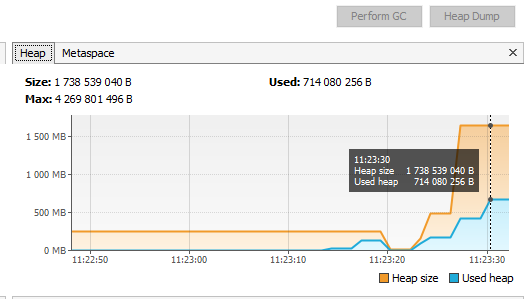 Perform GC
Heap Dump
Heap
Metaspace
Size: 1 738 539 040 B
Used: 714 080 256 B
Max: 4 269 801 496 B
1 500 MB
1 000 MB
500 MB
0 MB
11:23:30
Heap size 1 738 539 040 B
Used heap 714 080 256 B
11:22:50
11:23:00
11:23:10
11:23:20
11:23:30
Heap size
Used heap